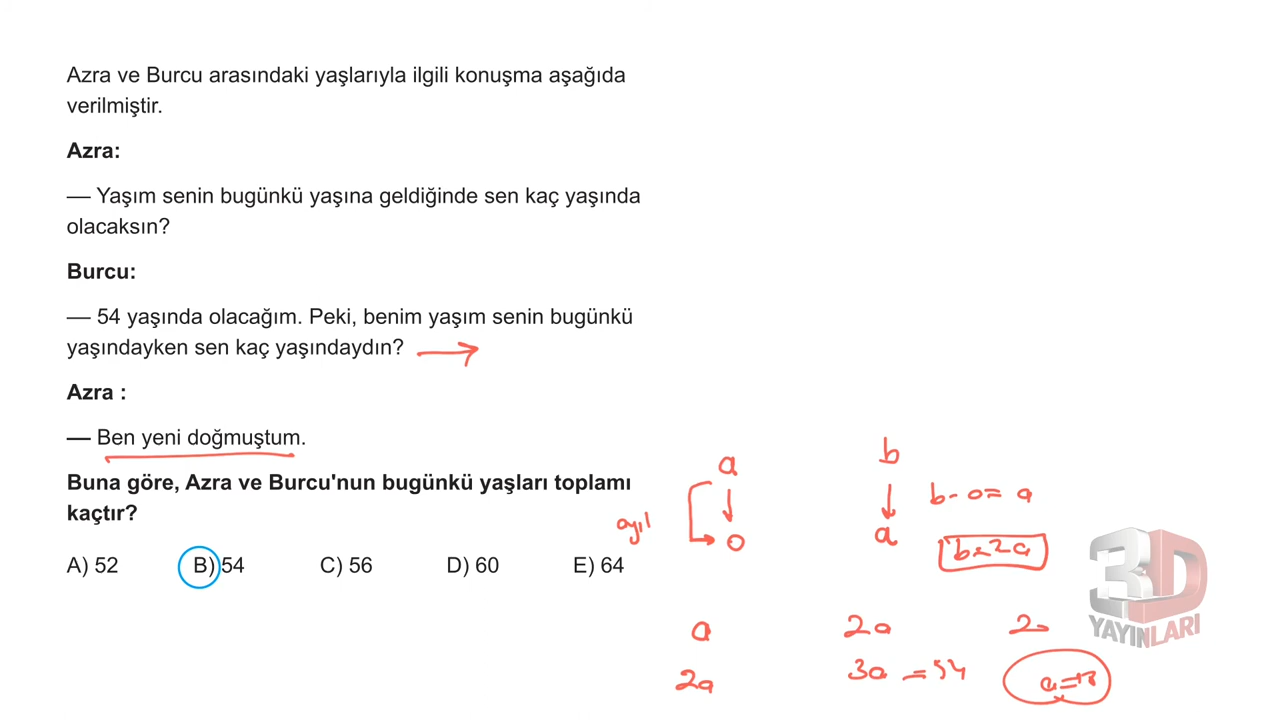 Azra ve Burcu arasındaki yaşlarıyla ilgili konuşma aşağıda
verilmiştir.
Azra:
— Yaşım senin bugünkü yaşına geldiğinde sen kaç yaşında
olacaksın?
Burcu:
— 54 yaşında olacağım. Peki, benim yaşım senin bugünkü
yaşındayken sen kaç yaşındaydın?
Azra :
— Ben yeni doğmuştum.
Buna göre, Azra ve Burcu'nun bugünkü yaşları toplamı
kaçtır?
A) 52 B) 54 C) 56 D) 60 E) 64
a b
b - a = a
a yıl
0 a
b = 2a
a 2a
2a 3a = 54 a = 18
3D
YAYINLARI